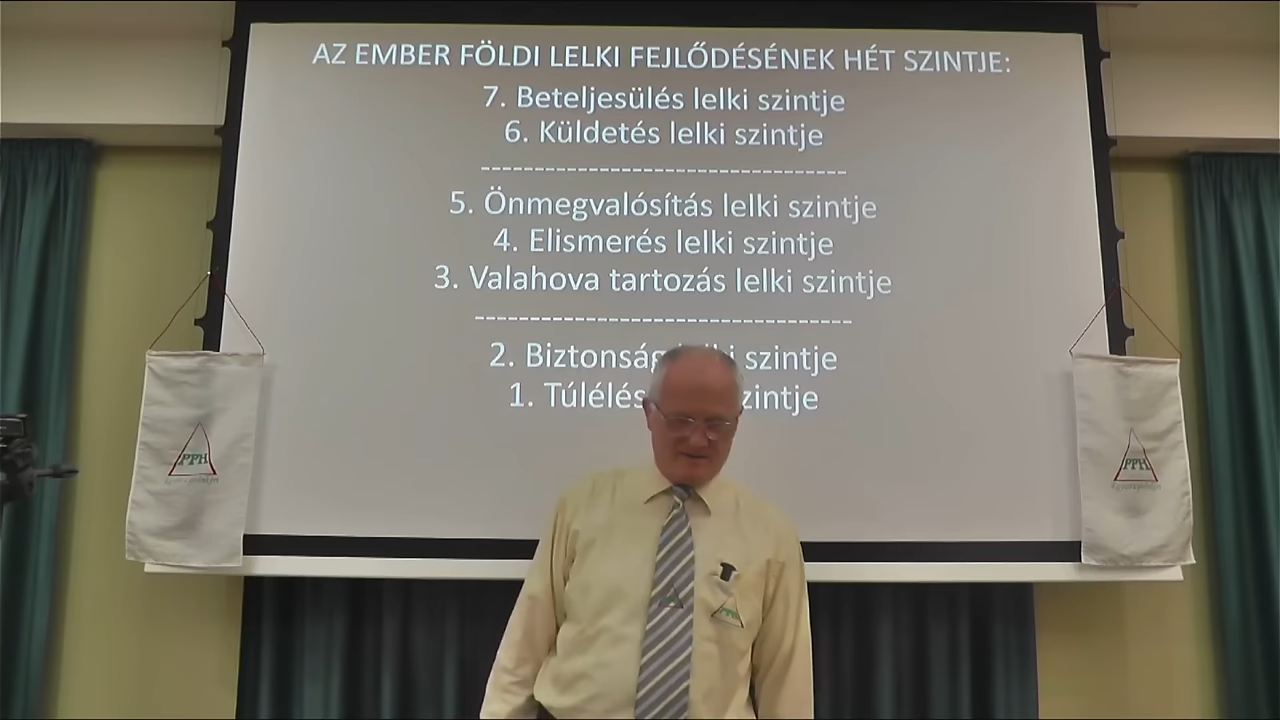 AZ EMBER FÖLDI LELKI FEJLŐDÉSÉNEK HÉT SZINTJE:
7. Beteljesülés lelki szintje
6. Küldetés lelki szintje
----------------------------------
5. Önmegvalósítás lelki szintje
4. Elismerés lelki szintje
3. Valahova tartozás lelki szintje
-----------------------------------
2. Biztonság szintje
1. Túlélés szintje
PPH
PPH
PPH